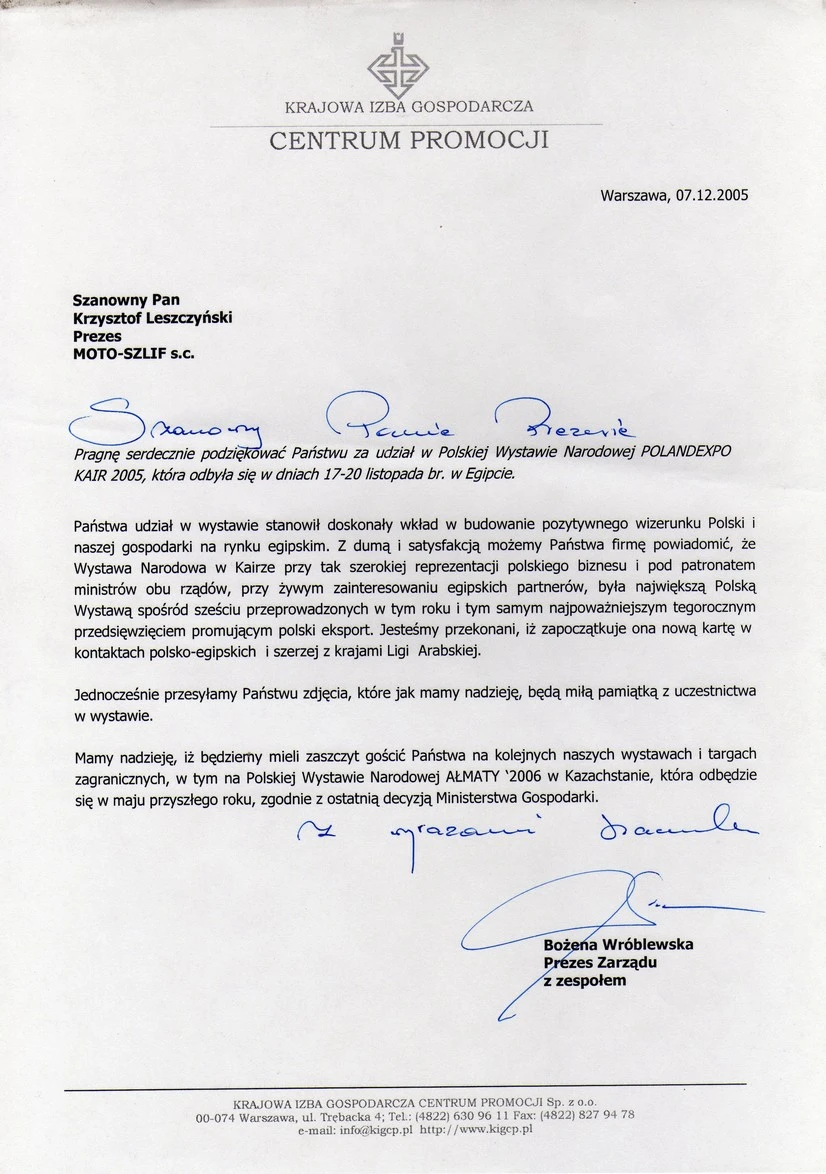 KRAJOWA IZBA GOSPODARCZA
CENTRUM PROMOCJI
Warszawa, 07.12.2005
Szanowny Pan
Krzysztof Leszczyński
Prezes
MOTO-SZLIF s.c.
Szanowny Panie Prezesie
Pragnę serdecznie podziękować Państwu za udział w Polskiej Wystawie Narodowej POLANDEXPO
KAIR 2005, która odbyła się w dniach 17-20 listopada br. w Egipcie.
Państwa udział w wystawie stanowił doskonały wkład w budowanie pozytywnego wizerunku Polski i
naszej gospodarki na rynku egipskim. Z dumą i satysfakcją możemy Państwa firmę powiadomić, że
Wystawa Narodowa w Kairze przy tak szerokiej reprezentacji polskiego biznesu i pod patronatem
ministrów obu rządów, przy żywym zainteresowaniu egipskich partnerów, była największą Polską
Wystawą spośród sześciu przeprowadzonych w tym roku i tym samym najpoważniejszym tegorocznym
przedsięwzięciem promującym polski eksport. Jesteśmy przekonani, iż zapoczątkuje ona nową kartę w
kontaktach polsko-egipskich i szerzej z krajami Ligi Arabskiej.
Jednocześnie przesyłamy Państwu zdjęcia, które jak mamy nadzieję, będą miłą pamiątką z uczestnictwa
w wystawie.
Mamy nadzieję, iż będziemy mieli zaszczyt gościć Państwa na kolejnych naszych wystawach i targach
zagranicznych, w tym na Polskiej Wystawie Narodowej AŁMATY '2006 w Kazachstanie, która odbędzie
się w maju przyszłego roku, zgodnie z ostatnią decyzją Ministerstwa Gospodarki.
Z wyrazami szacunku
Bożena Wróblewska
Prezes Zarządu
z zespołem
KRAJOWA IZBA GOSPODARCZA CENTRUM PROMOCJI Sp. z o.o.
00-074 Warszawa, ul. Trębacka 4; Tel.: (4822) 630 96 11 Fax: (4822) 827 94 78
e-mail: info@kigcp.pl http://www.kigcp.pl